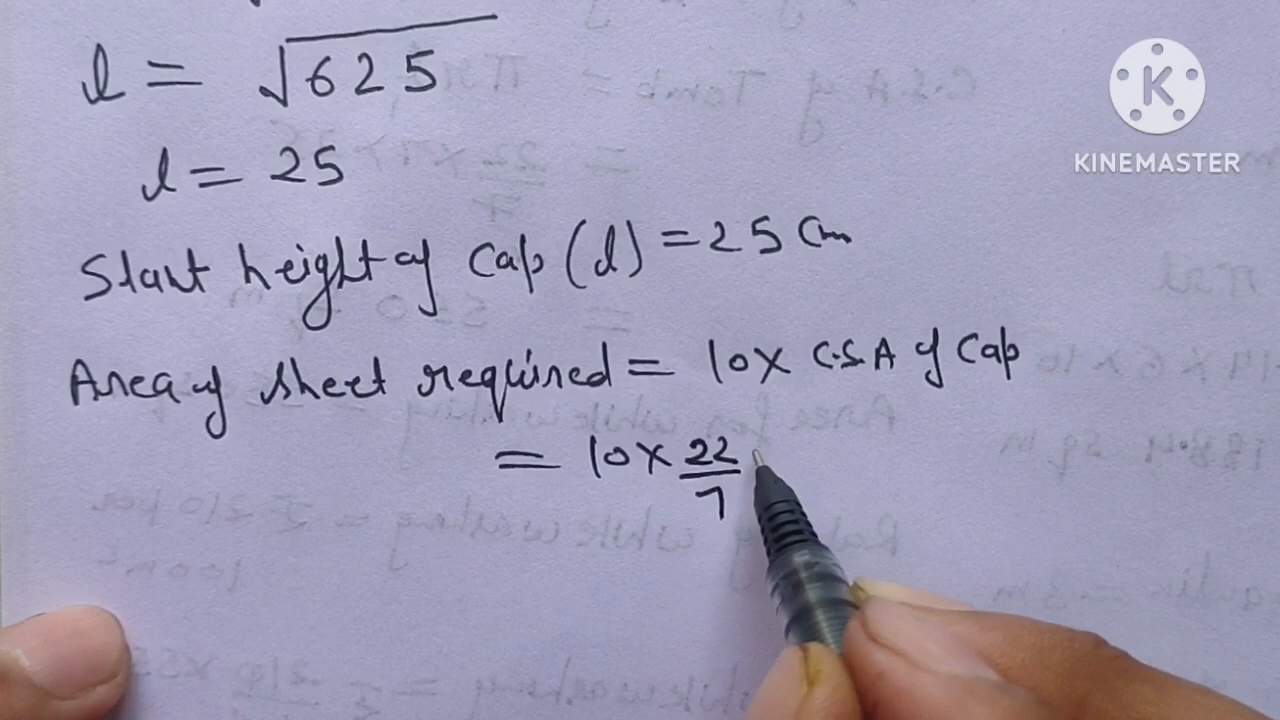 l = √625
l = 25
Slant height of Cap (l) = 25 Cm
Area of sheet required = 10 X C.S.A of Cap
= 10 X 22/7
K
KINEMASTER